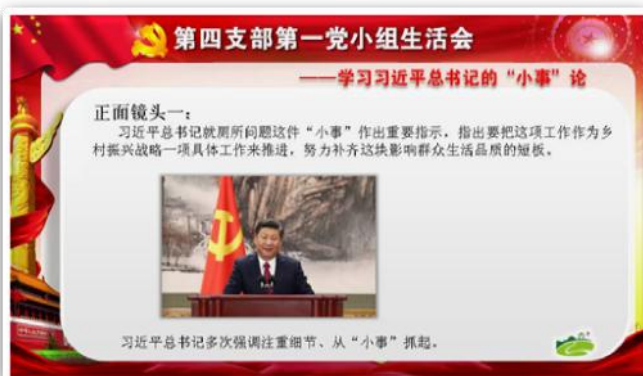 第四支部第一党小组生活会
——学习习近平总书记的“小事”论
正面镜头一：
习近平总书记就厕所问题这件“小事”作出重要指示，指出要把这项工作作为乡
村振兴战略一项具体工作来推进，努力补齐这块影响群众生活品质的短板。
习近平总书记多次强调注重细节、从“小事”抓起。